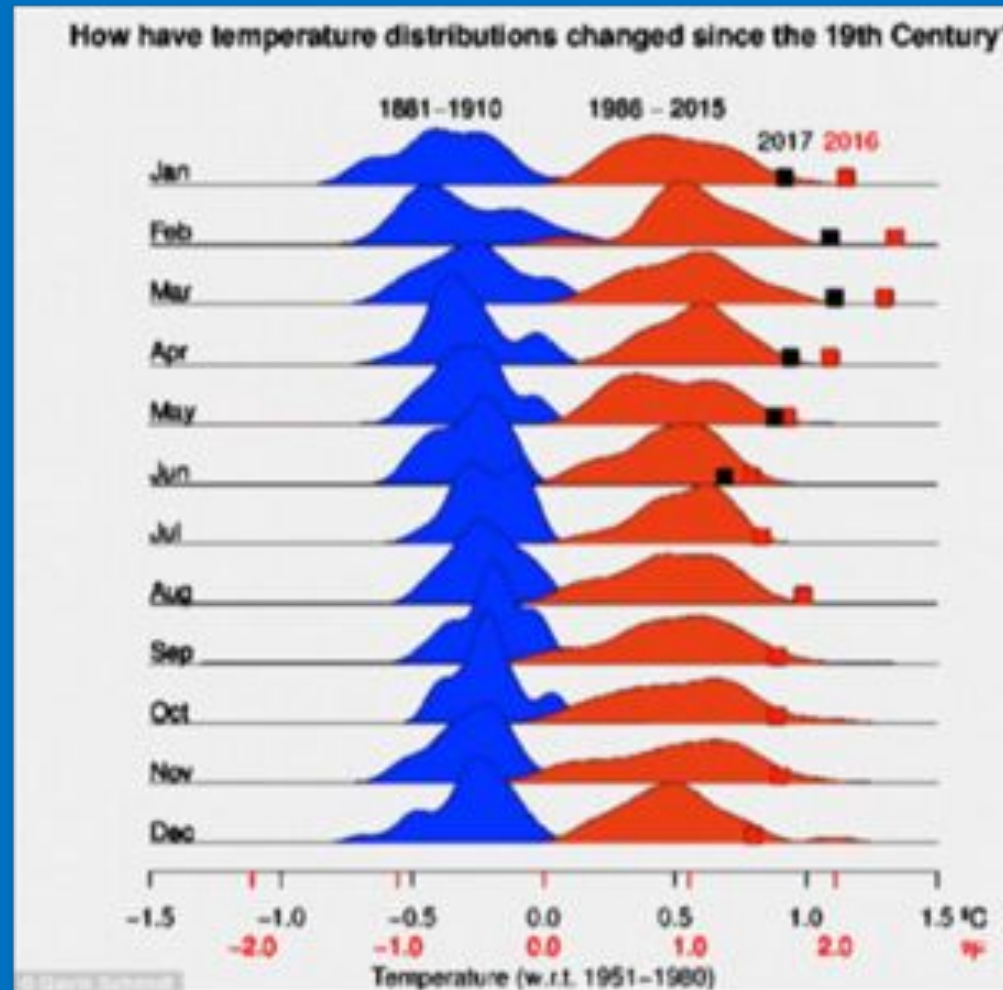 How have temperature distributions changed since the 19th Century?
1881–1910 1986 – 2015
2017 2016
Jan
Feb
Mar
Apr
May
Jun
Jul
Aug
Sep
Oct
Nov
Dec
−1.5 −1.0 −0.5 0.0 0.5 1.0 1.5 ºC
−2.0 −1.0 0.0 1.0 2.0 ºF
Temperature (w.r.t. 1951–1980)